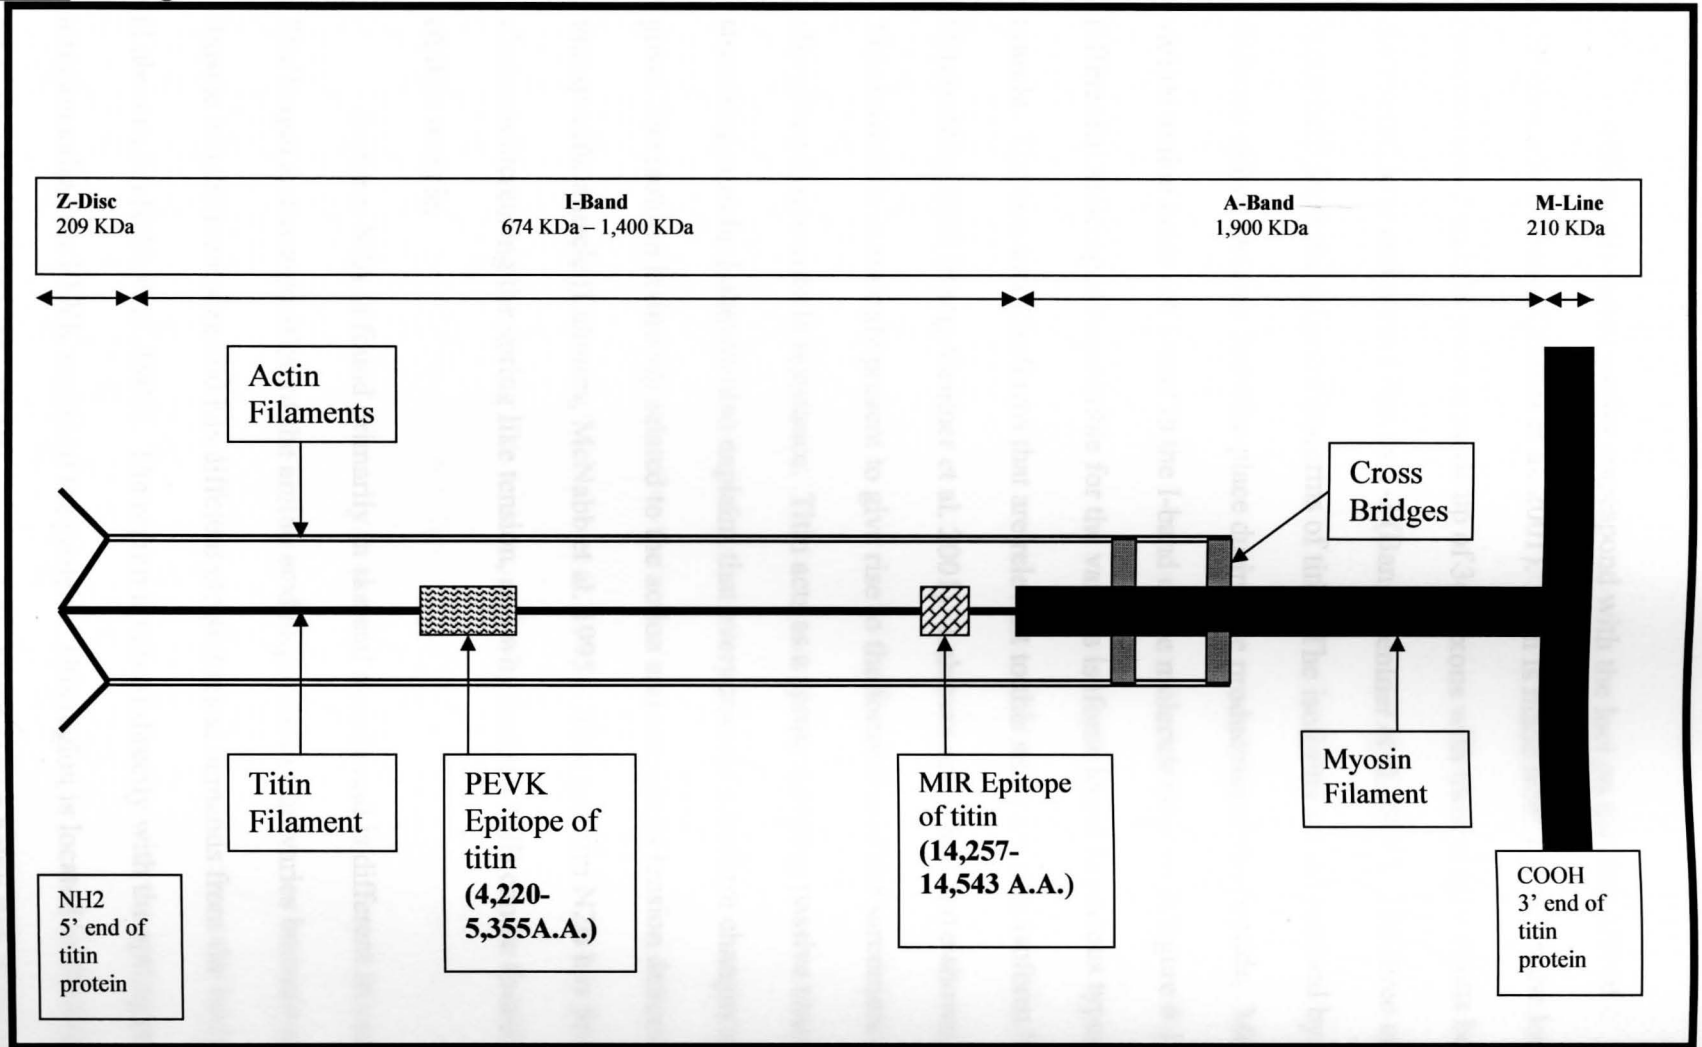 Z-Disc
209 KDa
I-Band
674 KDa – 1,400 KDa
A-Band
1,900 KDa
M-Line
210 KDa
Actin
Filaments
Cross
Bridges
Titin
Filament
PEVK
Epitope of
titin
(4,220-
5,355A.A.)
MIR Epitope
of titin
(14,257-
14,543 A.A.)
Myosin
Filament
NH2
5’ end of
titin
protein
COOH
3’ end of
titin
protein